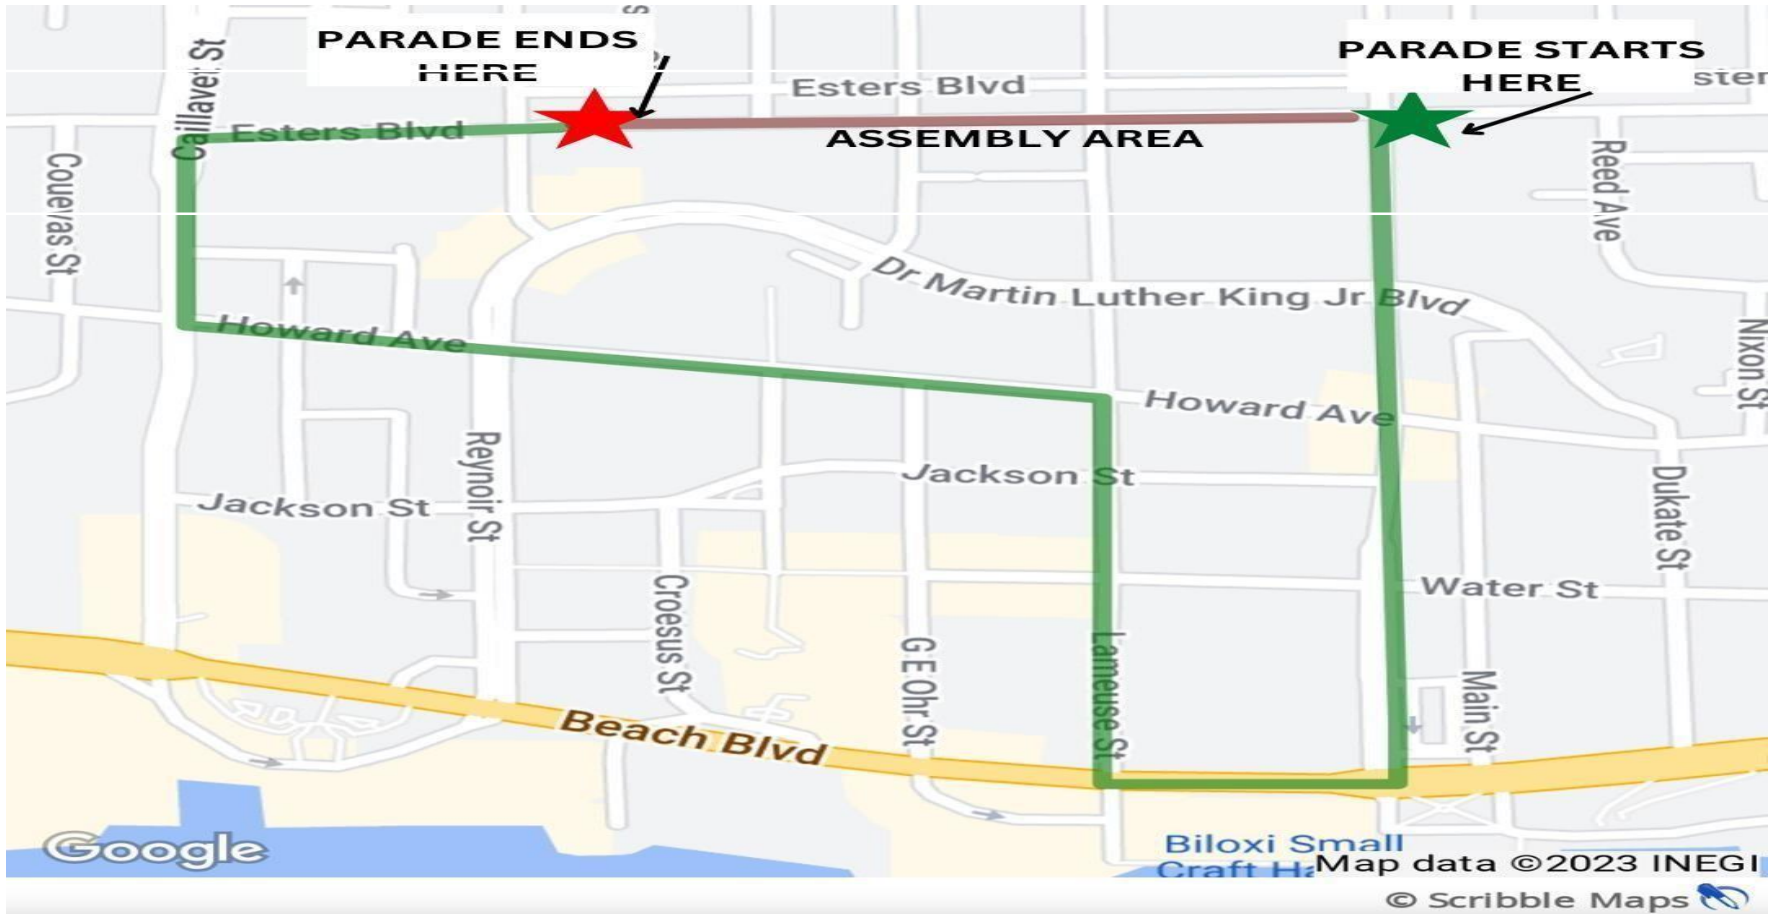 PARADE ENDS
HERE
PARADE STARTS
HERE
Caillavet St
Esters Blvd
Esters Blvd
ASSEMBLY AREA
Couevas St
Reed Ave
Dr Martin Luther King Jr Blvd
Howard Ave
Howard Ave
Nixon St
Reynoir St
Jackson St
Jackson St
Dukate St
Croesus St
Water St
G E Ohr St
Lameuse St
Main St
Beach Blvd
Biloxi Small
Craft
Google
Map data ©2023 INEGI
© Scribble Maps